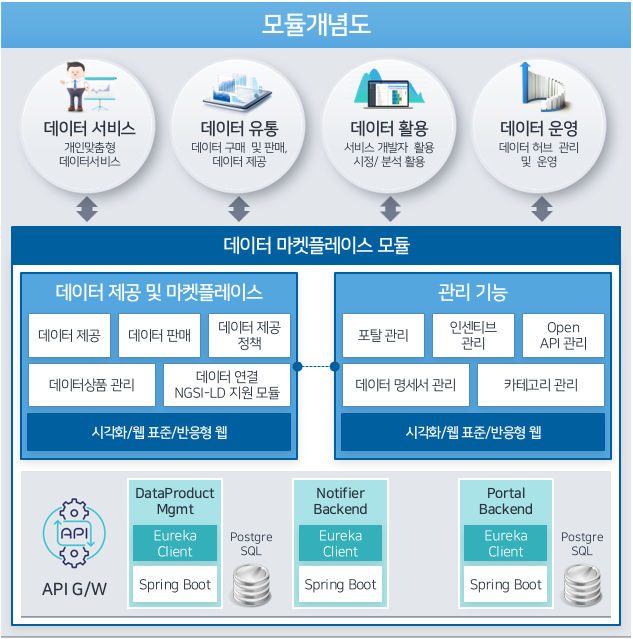 모듈개념도
데이터 서비스
개인맞춤형
데이터서비스
데이터 유통
데이터 구매 및 판매,
데이터 제공
데이터 활용
서비스 개발자 활용
시정/ 분석 활용
데이터 운영
데이터 허브 관리
및 운영
데이터 마켓플레이스 모듈
데이터 제공 및 마켓플레이스
데이터 제공
데이터 판매
데이터 제공
정책
데이터상품 관리
데이터 연결
NGSI-LD 지원 모듈
시각화/웹 표준/반응형 웹
관리 기능
포탈 관리
인센티브
관리
Open
API 관리
데이터 명세서 관리
카테고리 관리
시각화/웹 표준/반응형 웹
API
API G/W
DataProduct
Mgmt
Eureka
Client
Spring Boot
Postgre
SQL
Notifier
Backend
Eureka
Client
Spring Boot
Portal
Backend
Eureka
Client
Spring Boot
Postgre
SQL